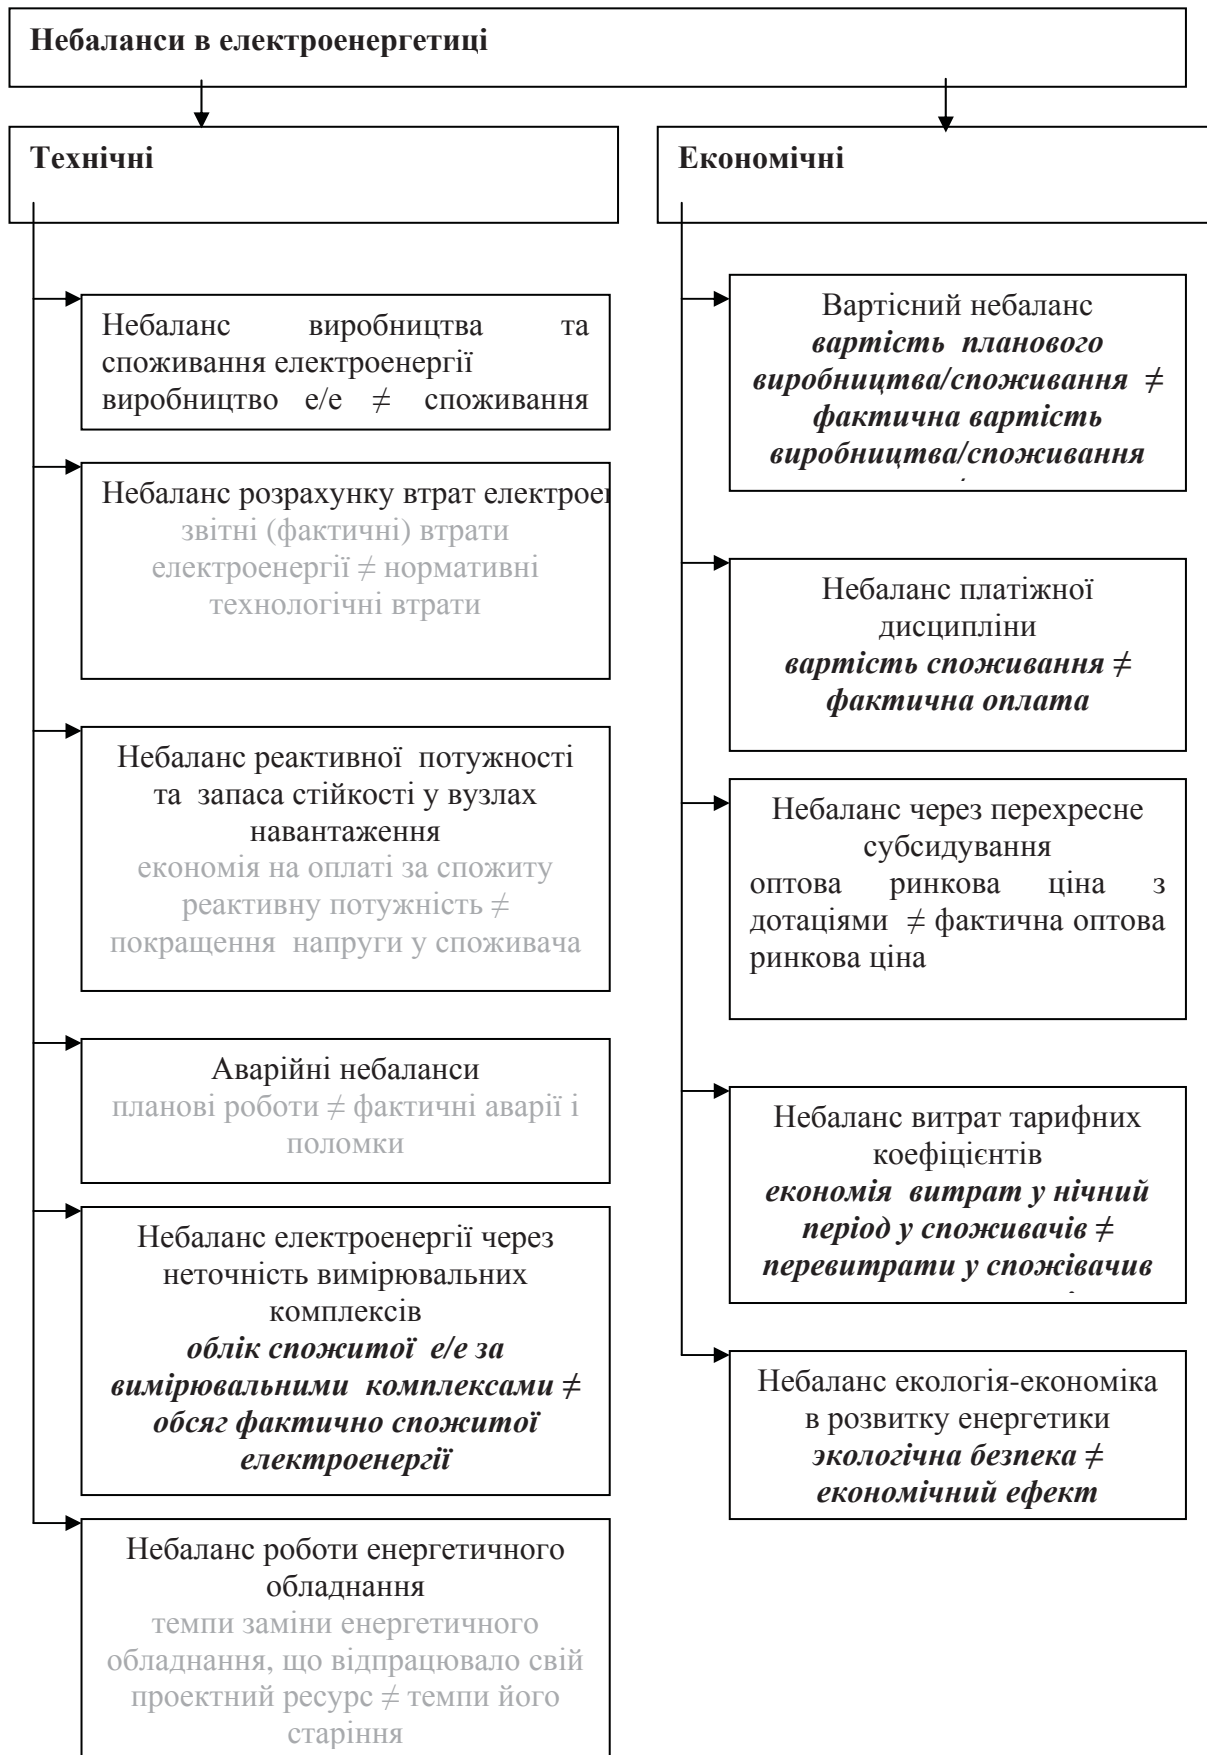 Небаланси в електроенергетиці
Технічні
Небаланс виробництва та
споживання електроенергії
виробництво е/е ≠ споживання
Небаланс розрахунку втрат
звітні (фактичні) втрати
електроенергії ≠ нормативні
технологічні втрати
Небаланс реактивної потужності
та запаса стійкості у вузлах
навантаження
економія на оплаті за спожиту
реактивну потужність ≠
покращення напруги у споживача
Аварійні небаланси
планові роботи ≠ фактичні аварії і
поломки
Небаланс електроенергії через
неточність вимірювальних
комплексів
облік спожитої е/е за
вимірювальними комплексами ≠
обсяг фактично спожитої
електроенергії
Небаланс роботи енергетичного
обладнання
темпи заміни енергетичного
обладнання, що відпрацювало свій
проектний ресурс ≠ темпи його
старіння
Економічні
Вартісний небаланс
вартість планового
виробництва/споживання ≠
фактична вартість
виробництва/споживання
Небаланс платіжної
дисципліни
вартість споживання ≠
фактична оплата
Небаланс через перехресне
субсидування
оптова ринкова ціна з
дотаціями ≠ фактична оптова
ринкова ціна
Небаланс витрат тарифних
коефіцієнтів
економія витрат у нічний
період у споживачів ≠
перевитрати у спожівачив
Небаланс екологія-економіка
в розвитку енергетики
экологічна безпека ≠
економічний ефект